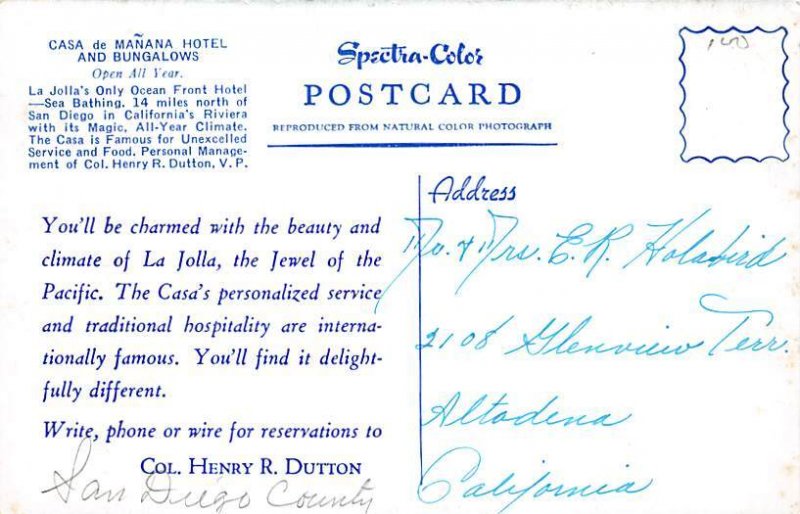 CASA de MAÑANA HOTEL
AND BUNGALOWS
Open All Year.
La Jolla's Only Ocean Front Hotel
—Sea Bathing. 14 miles north of
San Diego in California's Riviera
with its Magic, All-Year Climate.
The Casa is Famous for Unexcelled
Service and Food. Personal Manage-
ment of Col. Henry R. Dutton, V. P.
Spectra-Color
POSTCARD
REPRODUCED FROM NATURAL COLOR PHOTOGRAPH
You'll be charmed with the beauty and
climate of La Jolla, the Jewel of the
Pacific. The Casa's personalized service
and traditional hospitality are interna-
tionally famous. You'll find it delight-
fully different.
Write, phone or wire for reservations to
COL. HENRY R. DUTTON
San Diego County
Address
Mr. & Mrs. E. R. Holabird
2108 Glenview Terr.
Altadena
California